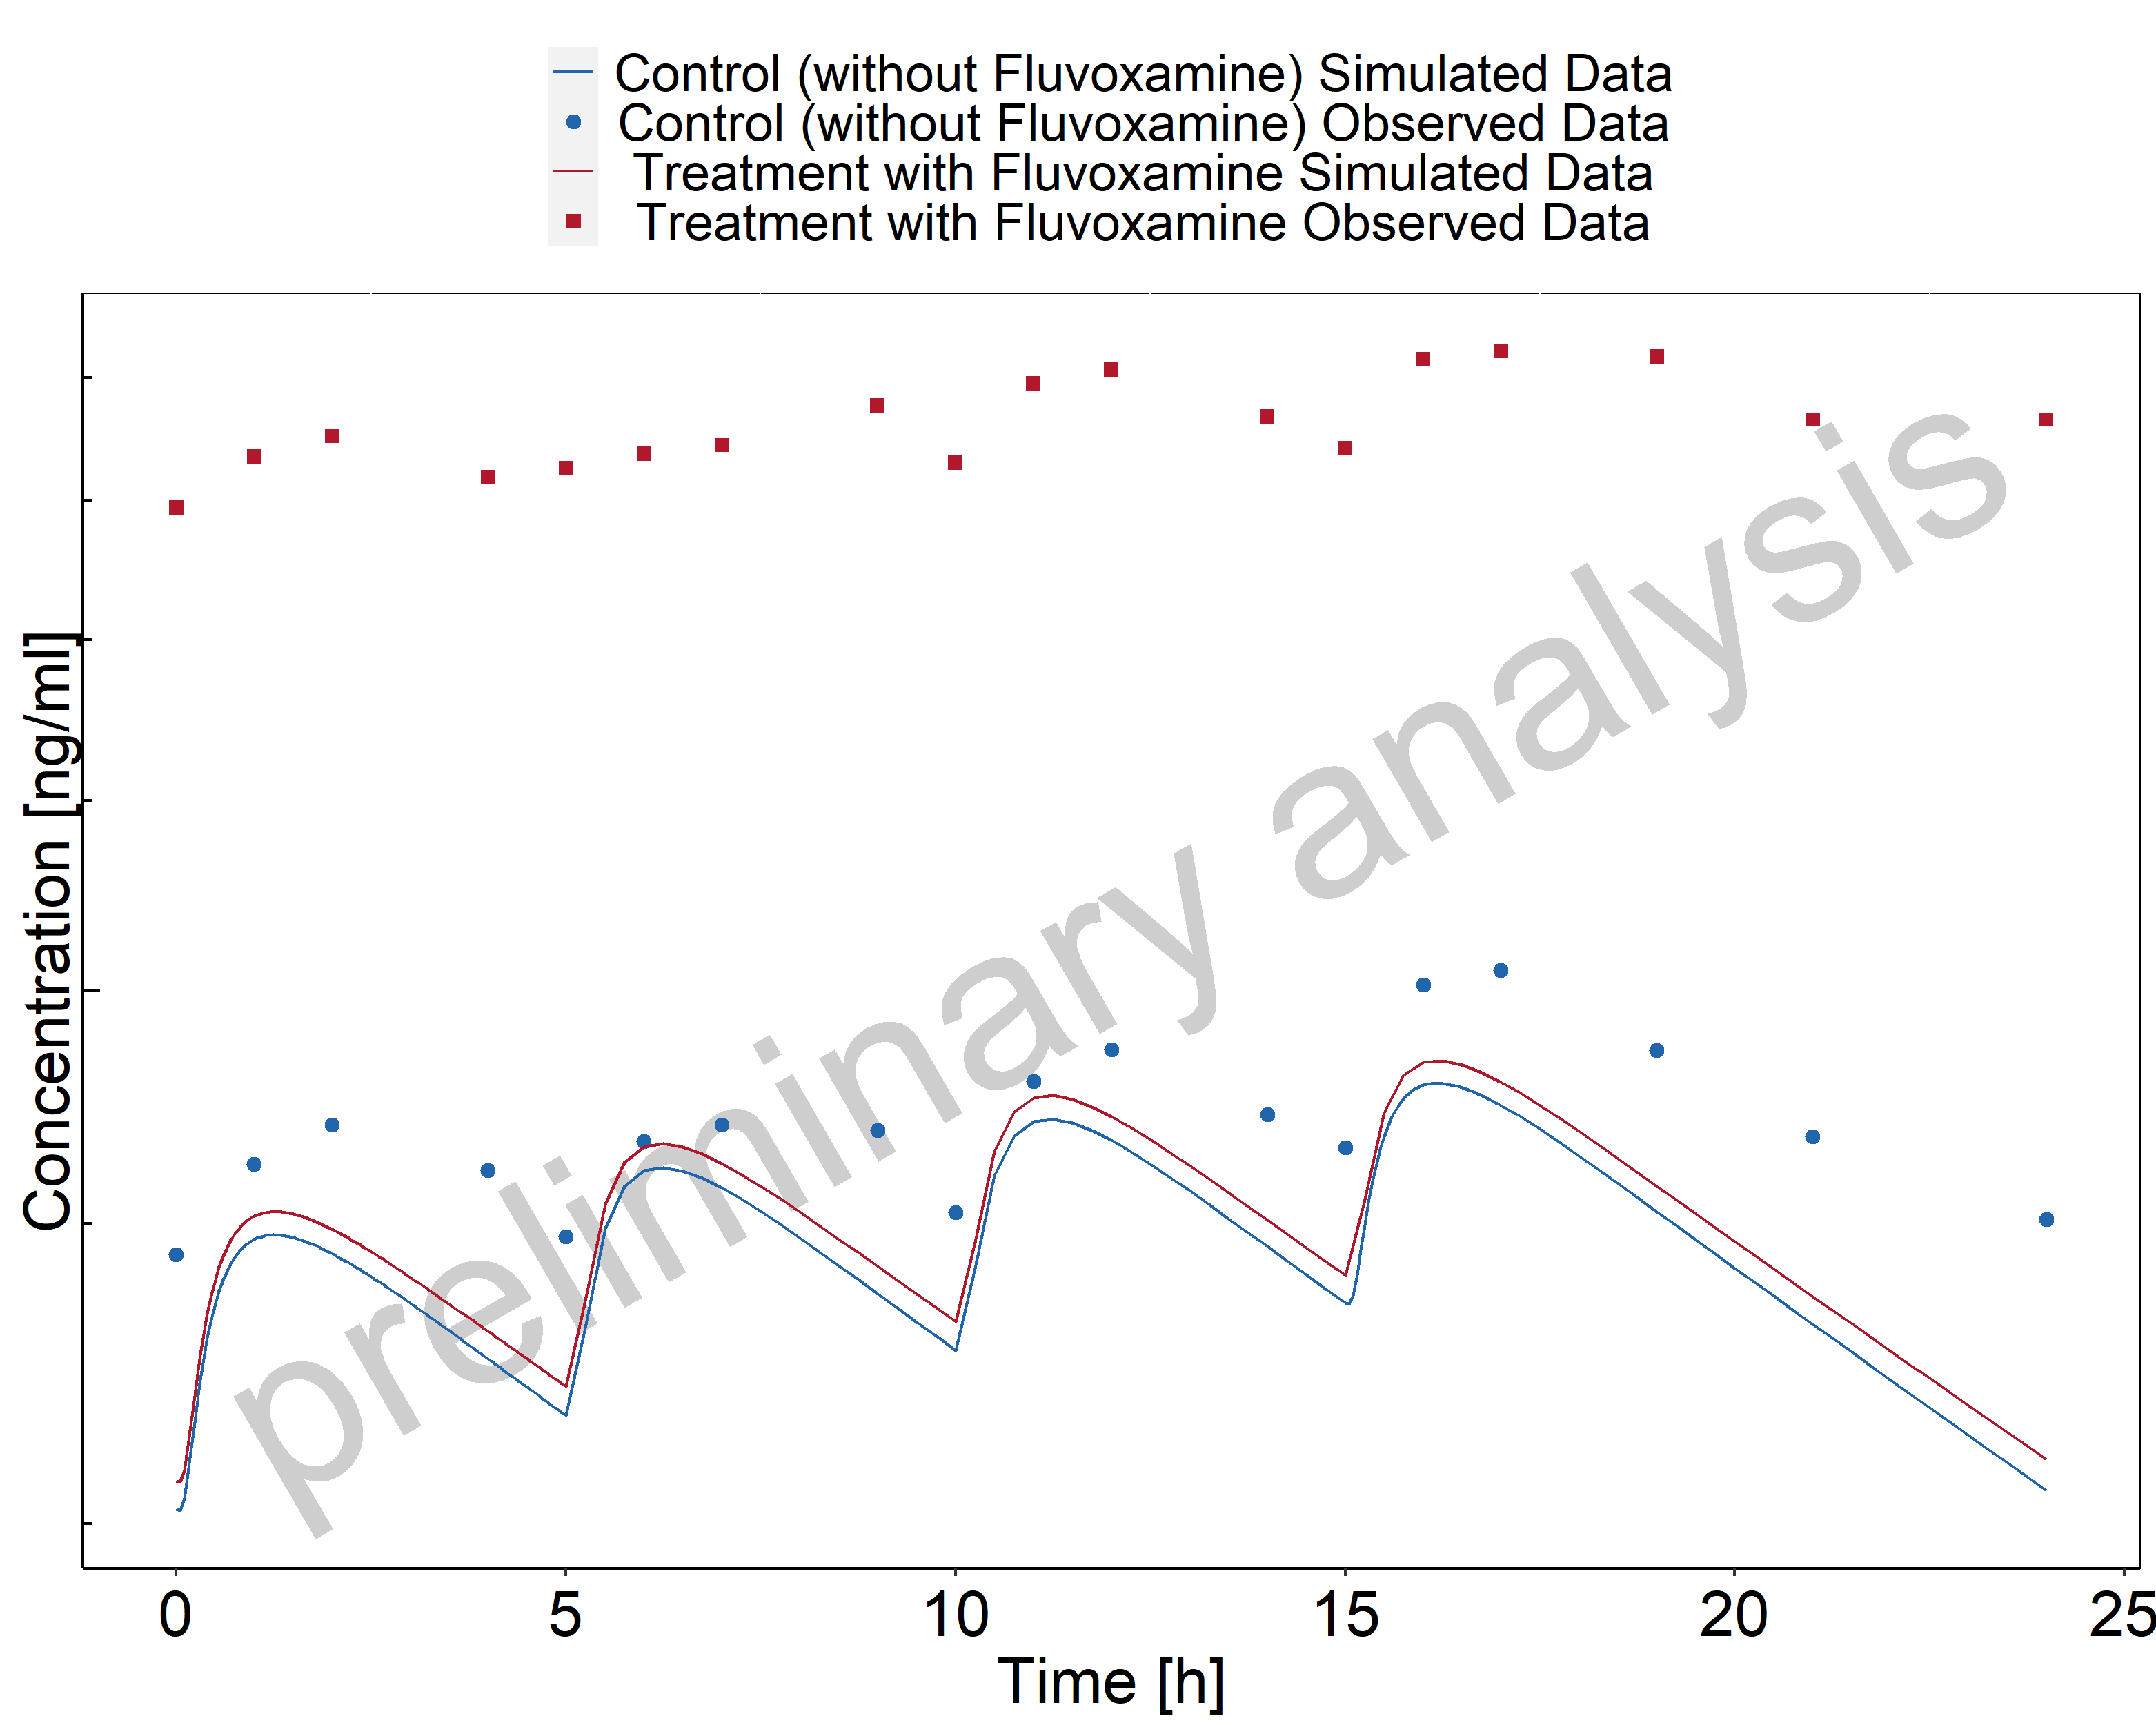 Control (without Fluvoxamine) Simulated Data
Control (without Fluvoxamine) Observed Data
Treatment with Fluvoxamine Simulated Data
Treatment with Fluvoxamine Observed Data
Concentration [ng/ml]
preliminary analysis
0 5 10 15 20 25
Time [h]